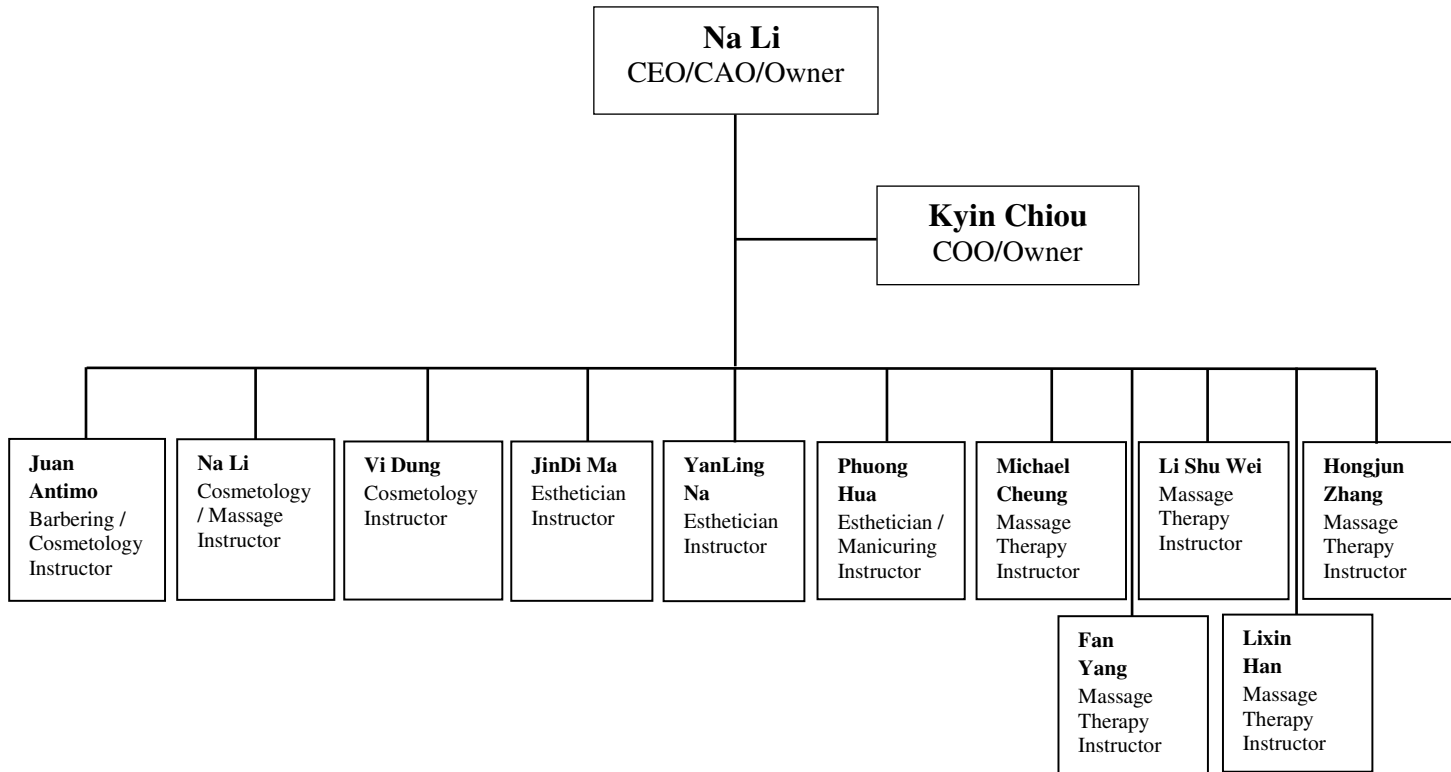 Na Li
CEO/CAO/Owner
Kyin Chiou
COO/Owner
Juan
Antimo
Barbering /
Cosmetology
Instructor
Na Li
Cosmetology
/ Massage
Instructor
Vi Dung
Cosmetology
Instructor
JinDi Ma
Esthetician
Instructor
YanLing
Na
Esthetician
Instructor
Phuong
Hua
Esthetician /
Manicuring
Instructor
Michael
Cheung
Massage
Therapy
Instructor
Li Shu Wei
Massage
Therapy
Instructor
Hongjun
Zhang
Massage
Therapy
Instructor
Fan
Yang
Massage
Therapy
Instructor
Lixin
Han
Massage
Therapy
Instructor